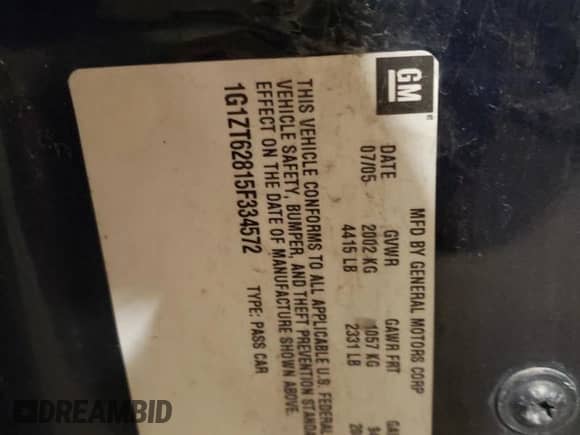 GM
MFD BY GENERAL MOTORS CORP
DATE GVWR GAWR FRT
07/05 2002 KG 1057 KG
4415 LB 2331 LB
THIS VEHICLE CONFORMS TO ALL APPLICABLE U.S. FEDERAL
VEHICLE SAFETY, BUMPER, AND THEFT PREVENTION
EFFECT ON THE DATE OF MANUFACTURE SHOWN ABOVE.
1G1ZT62815F334572 TYPE: PASS CAR
DREAMBID